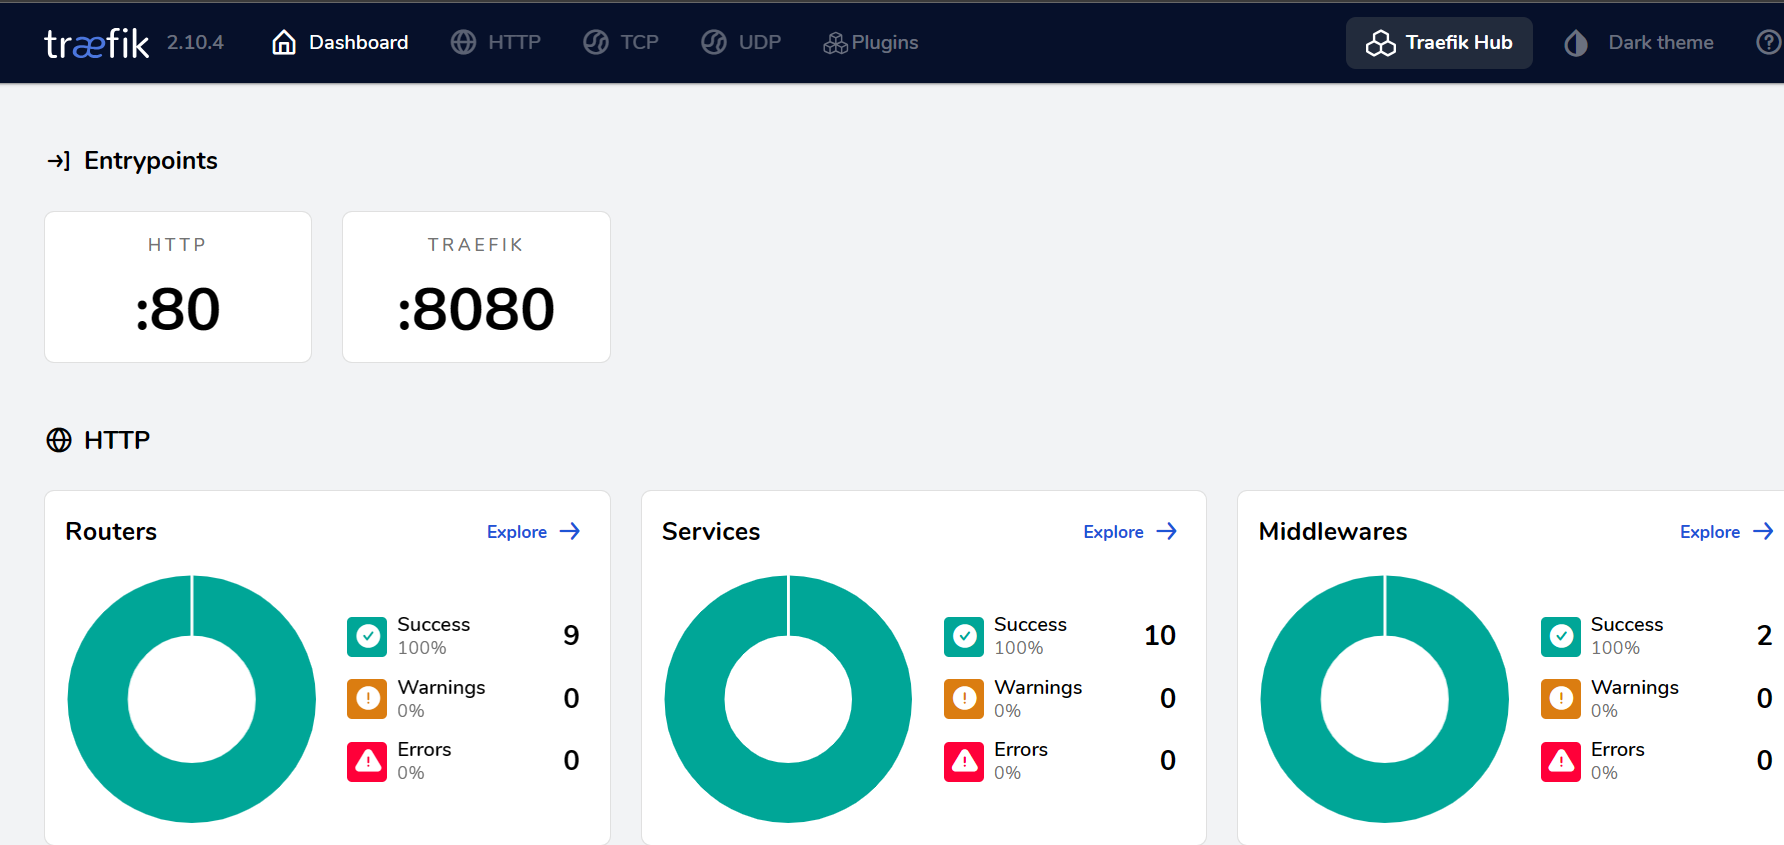 træfik 2.10.4 Dashboard HTTP TCP UDP Plugins Traefik Hub Dark theme
Entrypoints
HTTP
:80
TRAEFIK
:8080
HTTP
Routers Explore
Success 9
100%
Warnings 0
0%
Errors 0
0%
Services Explore
Success 10
100%
Warnings 0
0%
Errors 0
0%
Middlewares Explore
Success 2
100%
Warnings 0
0%
Errors 0
0%